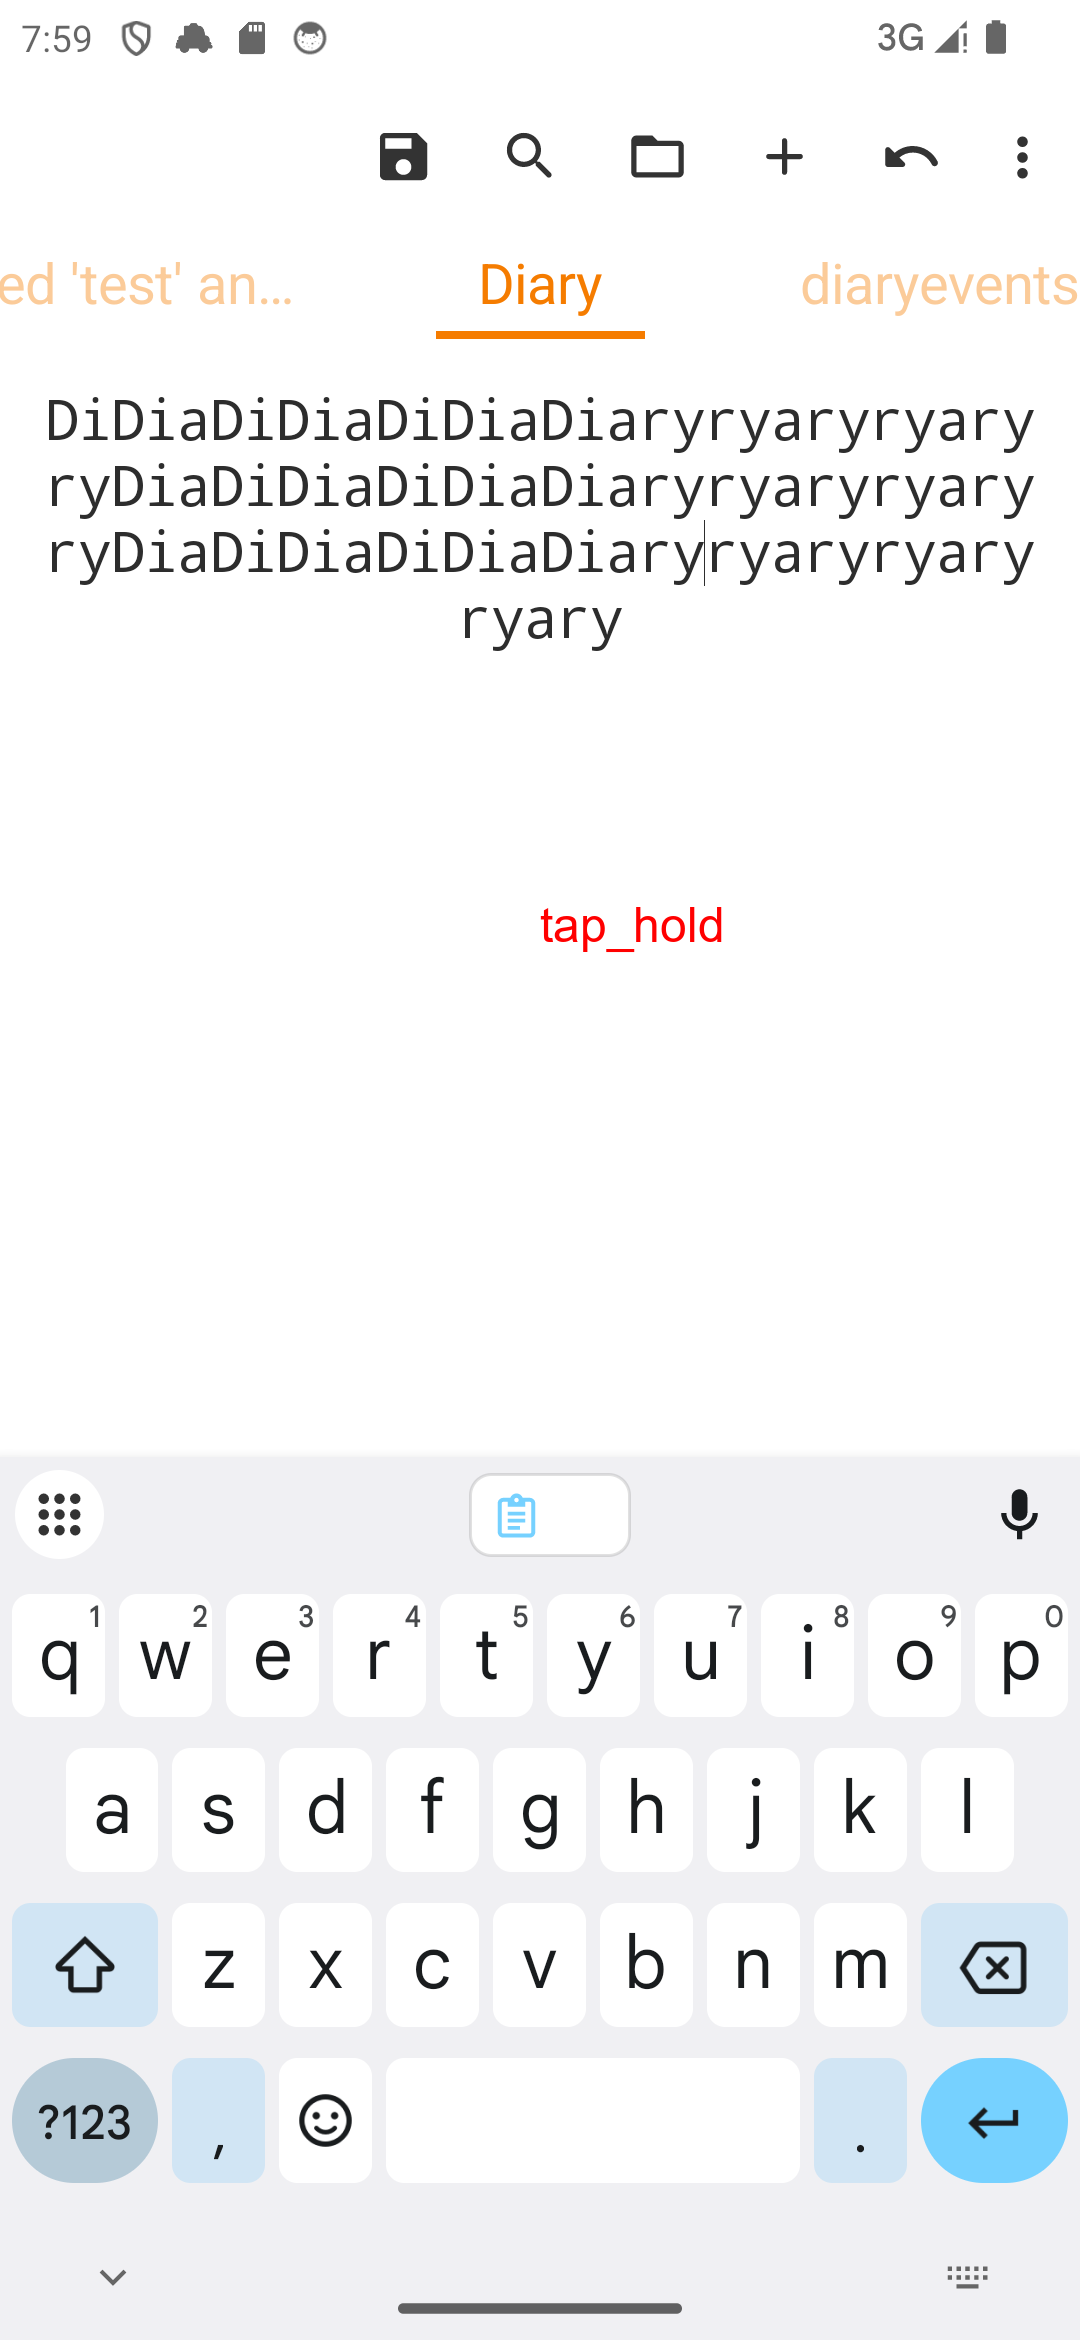 7:59
3G
ed 'test' an...
Diary
diaryevents
DiDiaDiDiaDiDiaDiaryryaryryary
ryDiaDiDiaDiDiaDiaryryaryryary
ryDiaDiDiaDiDiaDiaryryaryryary
ryary
tap_hold
q 1 w 2 e 3 r 4 t 5 y 6 u 7 i 8 o 9 p 0
a s d f g h j k l
z x c v b n m
?123 , .